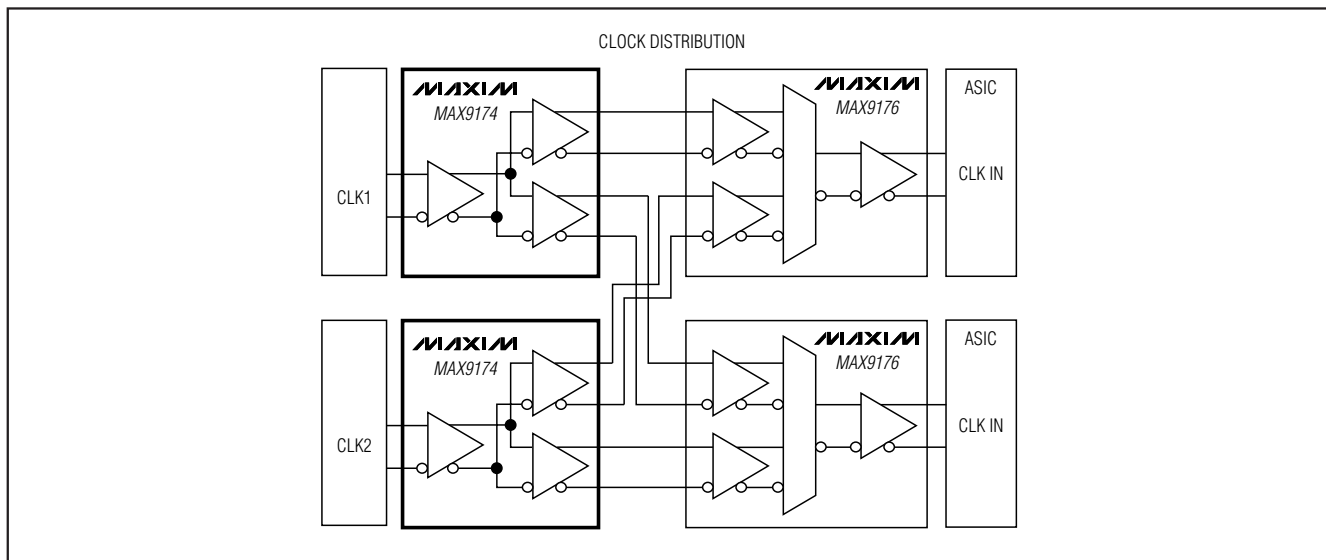 CLOCK DISTRIBUTION
CLK1
MAXIM
MAX9174
MAXIM
MAX9176
ASIC
CLK IN
CLK2
MAXIM
MAX9174
MAXIM
MAX9176
ASIC
CLK IN